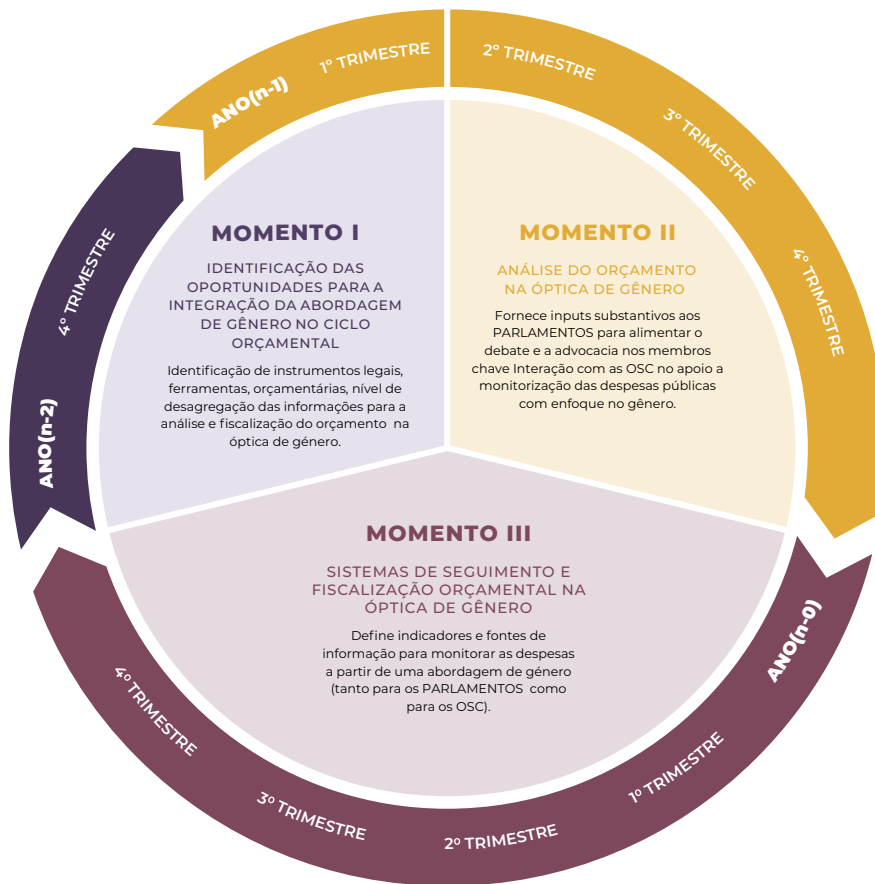 ANO(n-2)
4º TRIMESTRE
ANO(n-1)
1º TRIMESTRE
2º TRIMESTRE
3º TRIMESTRE
4º TRIMESTRE
MOMENTO I
IDENTIFICAÇÃO DAS
OPORTUNIDADES PARA A
INTEGRAÇÃO DA ABORDAGEM
DE GÊNERO NO CICLO
ORÇAMENTAL
Identificação de instrumentos legais,
ferramentas, orçamentárias, nível de
desagregação das informações para a
análise e fiscalização do orçamento na
óptica de género.
MOMENTO II
ANÁLISE DO ORÇAMENTO
NA ÓPTICA DE GÊNERO
Fornece inputs substantivos aos
PARLAMENTOS para alimentar o
debate e a advocacia nos membros
chave Interação com as OSC no apoio a
monitorização das despesas públicas
com enfoque no gênero.
MOMENTO III
SISTEMAS DE SEGUIMENTO E
FISCALIZAÇÃO ORÇAMENTAL NA
ÓPTICA DE GÊNERO
Define indicadores e fontes de
informação para monitorar as despesas
a partir de uma abordagem de género
(tanto para os PARLAMENTOS como
para os OSC).
ANO(n-0)
1º TRIMESTRE
2º TRIMESTRE
3º TRIMESTRE
4º TRIMESTRE